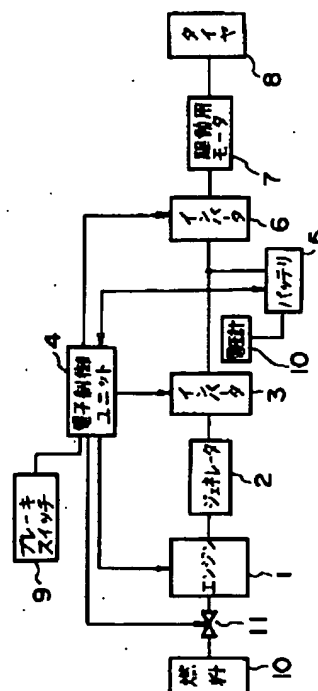 タイヤ
8
駆動用
モータ
7
インバータ
6
バッテリ
5
電圧計
10
電子制御
ユニット
4
インバータ
3
ジェネレータ
2
ブレーキ
スイッチ
9
エンジン
1
11
燃料
10